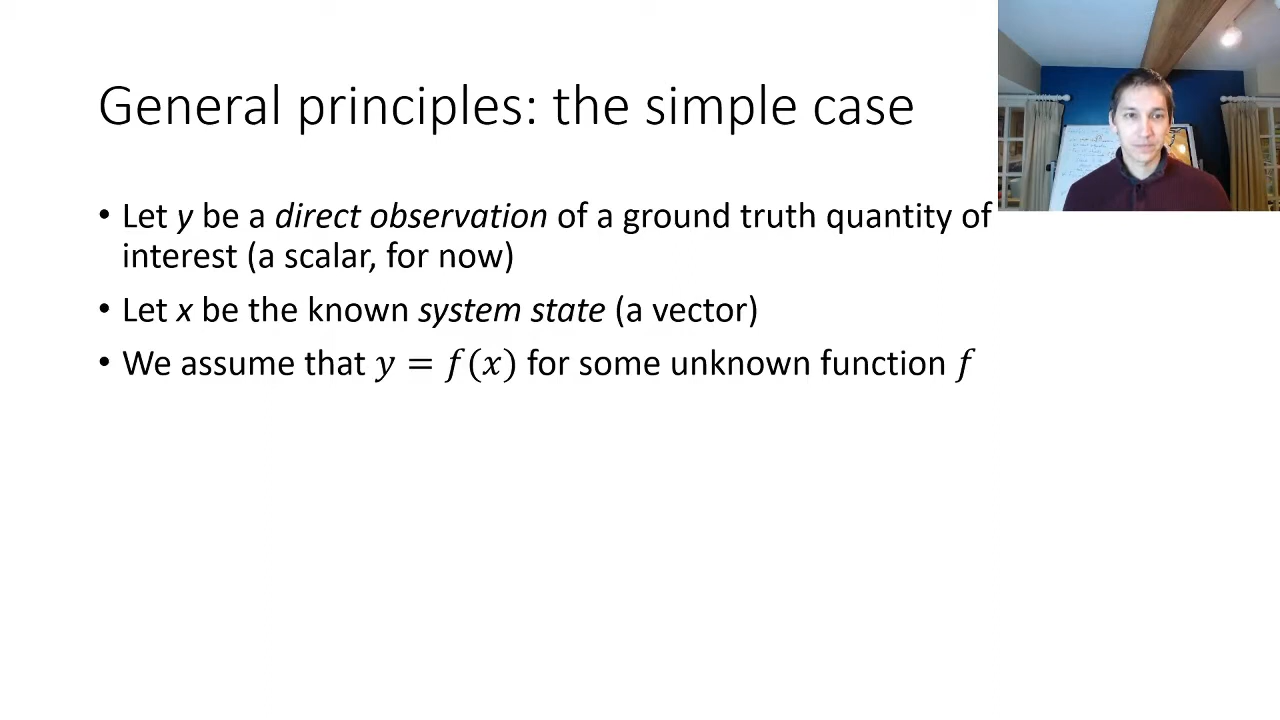 General principles: the simple case
• Let y be a direct observation of a ground truth quantity of
interest (a scalar, for now)
• Let x be the known system state (a vector)
• We assume that 𝑦 = 𝑓(𝑥) for some unknown function 𝑓